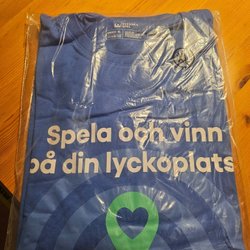 Spela och vinn
på din lyckoplats